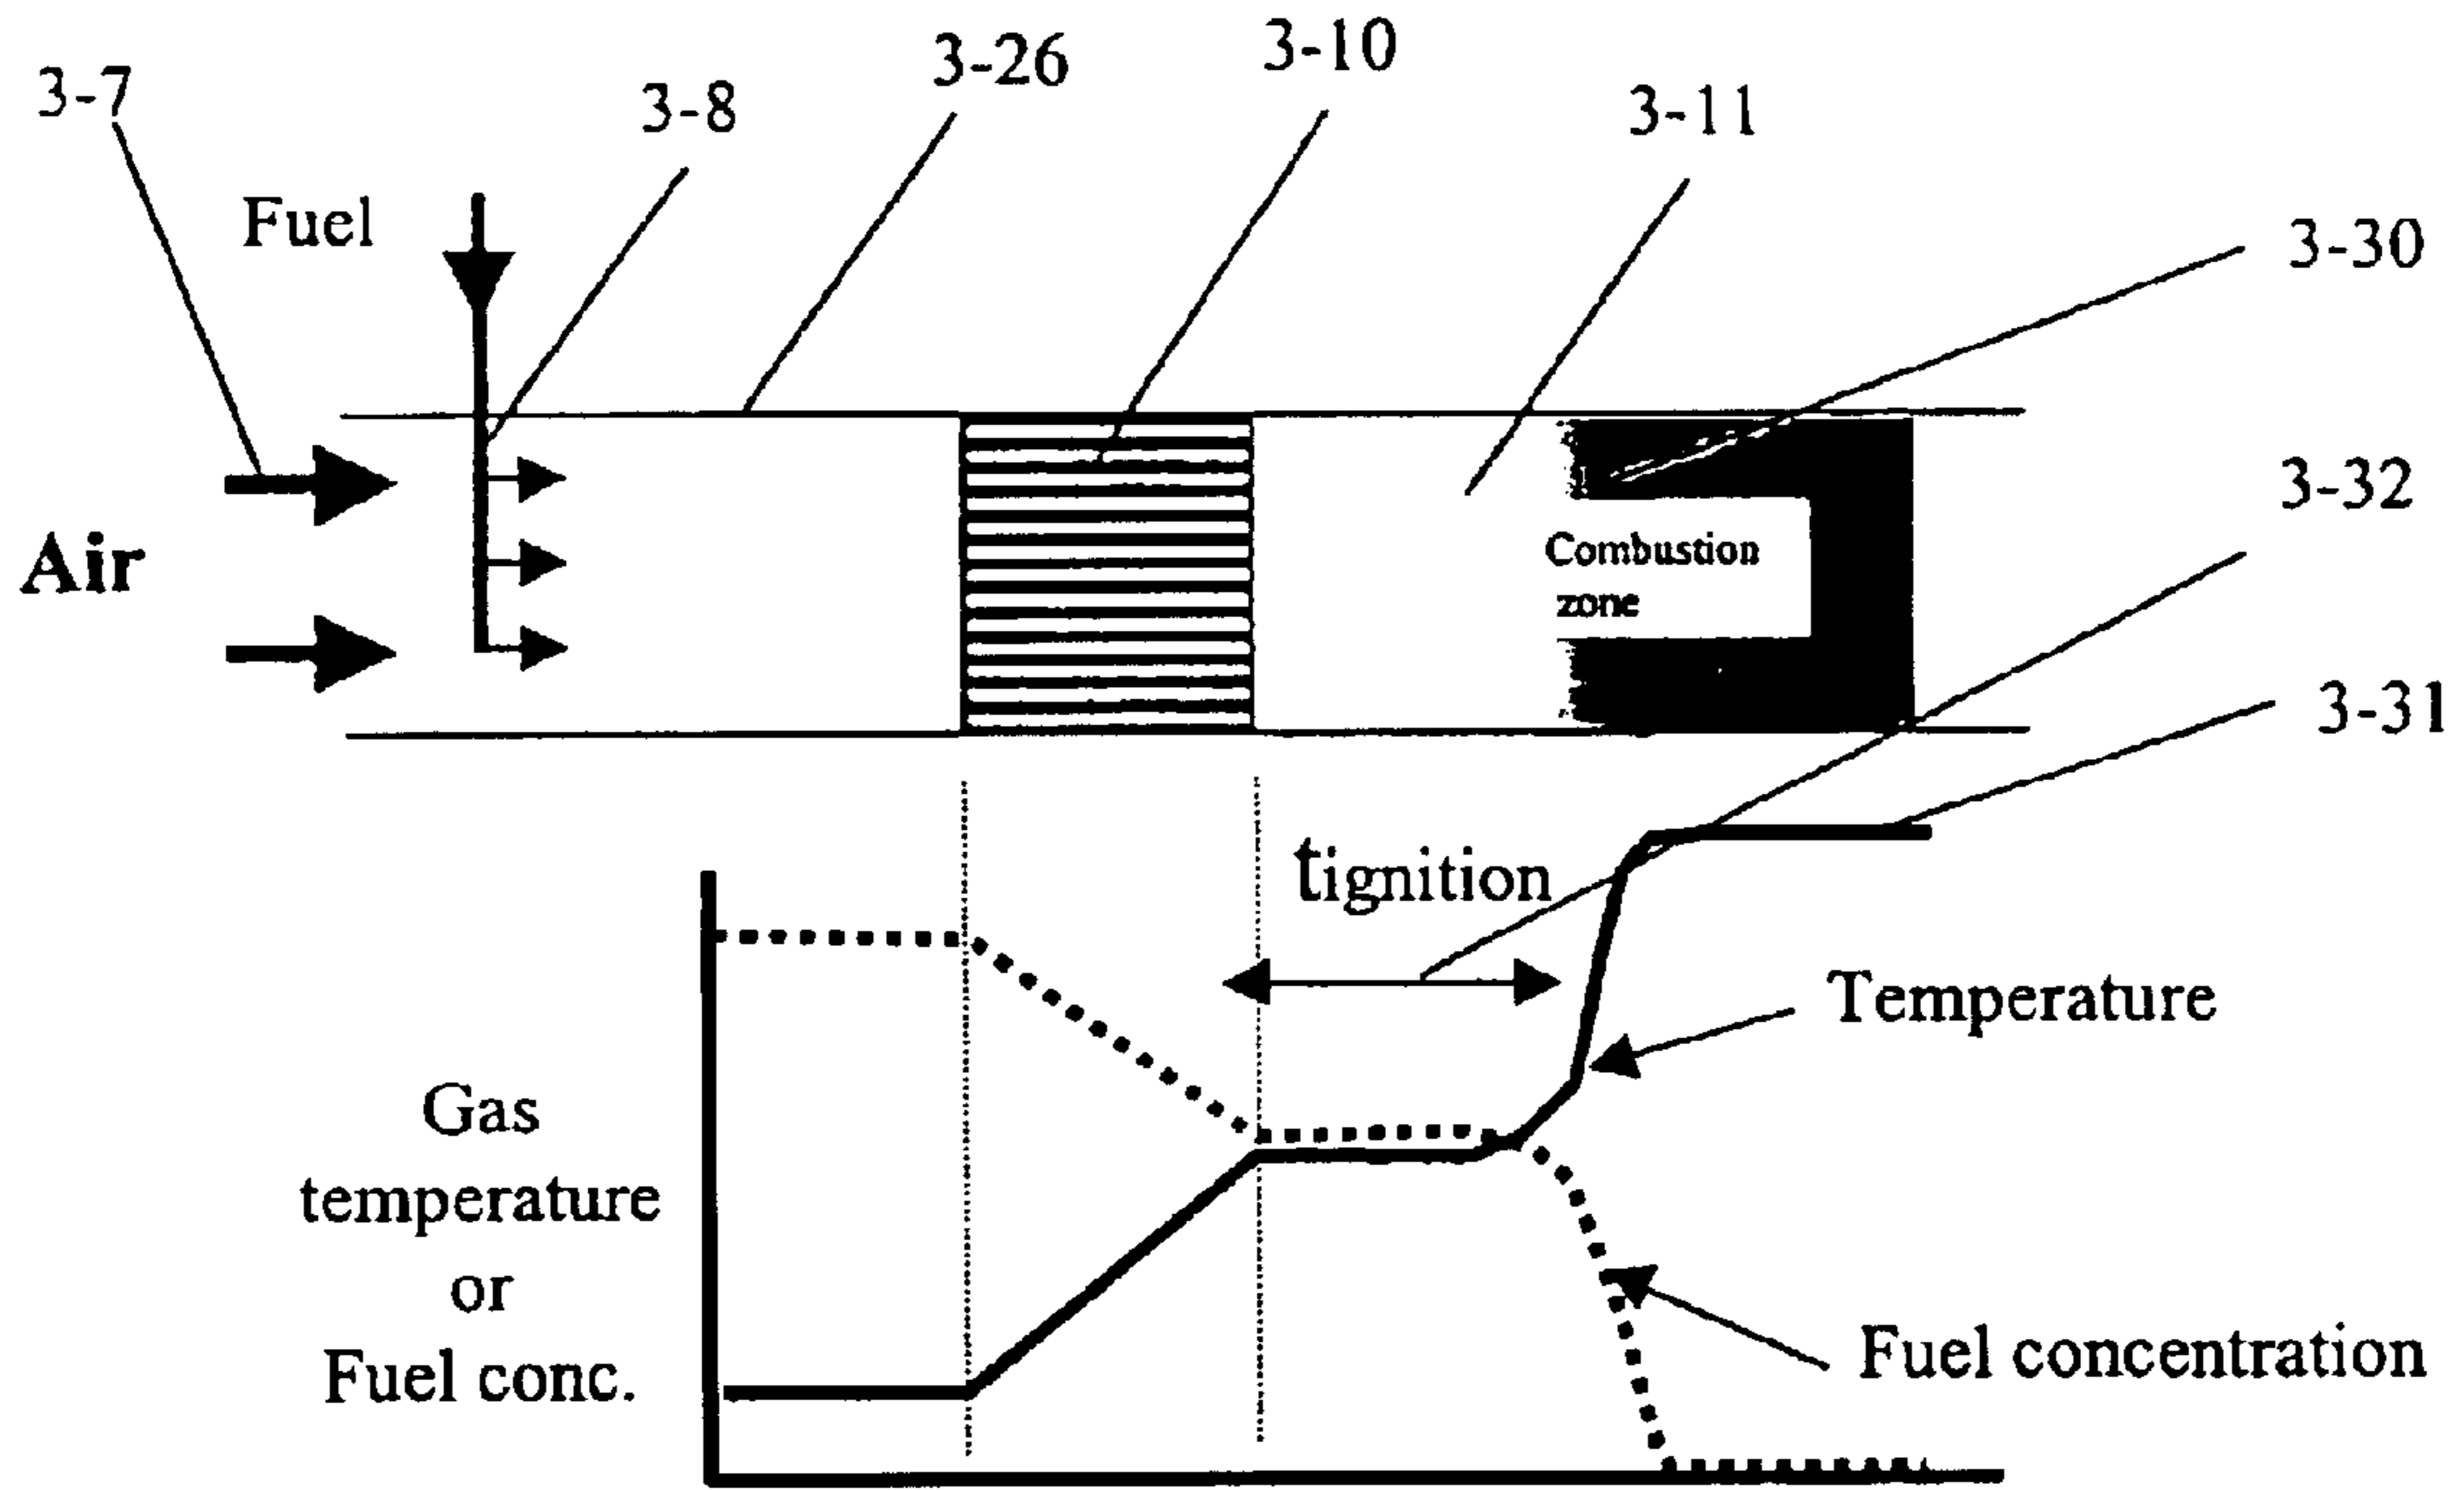 3-7
3-8
3-26
3-10
3-11
3-30
3-32
3-31
Fuel
Air
Combustion
zone
tignition
Temperature
Fuel concentration
Gas
temperature
or
Fuel conc.